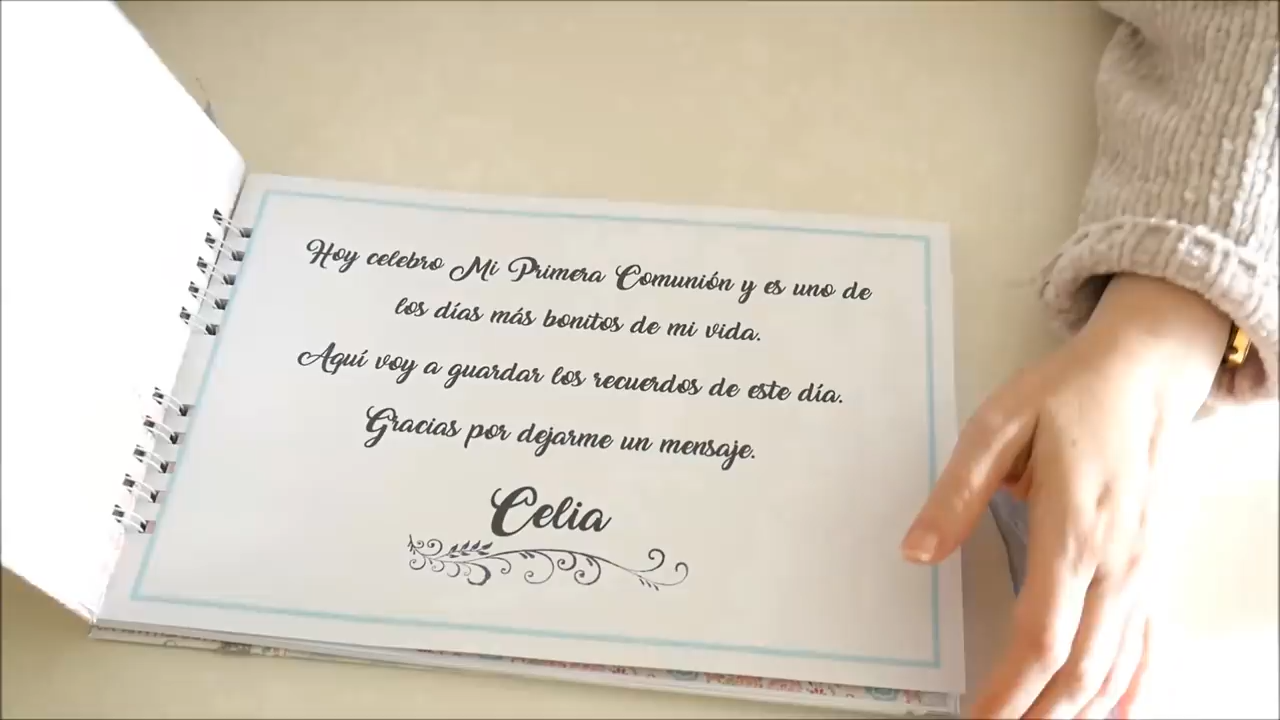 Hoy celebro Mi Primera Comunión y es uno de
los días más bonitos de mi vida.
Aquí voy a guardar los recuerdos de este día.
Gracias por dejarme un mensaje.
Celia